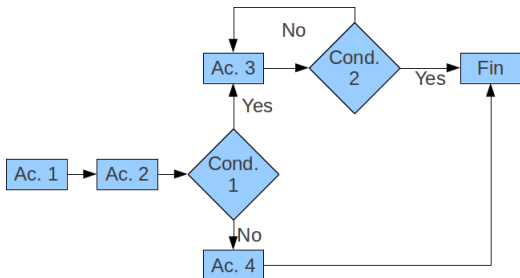 No
Ac. 3
Cond.
2
Yes
Fin
Yes
Ac. 1
Ac. 2
Cond.
1
No
Ac. 4